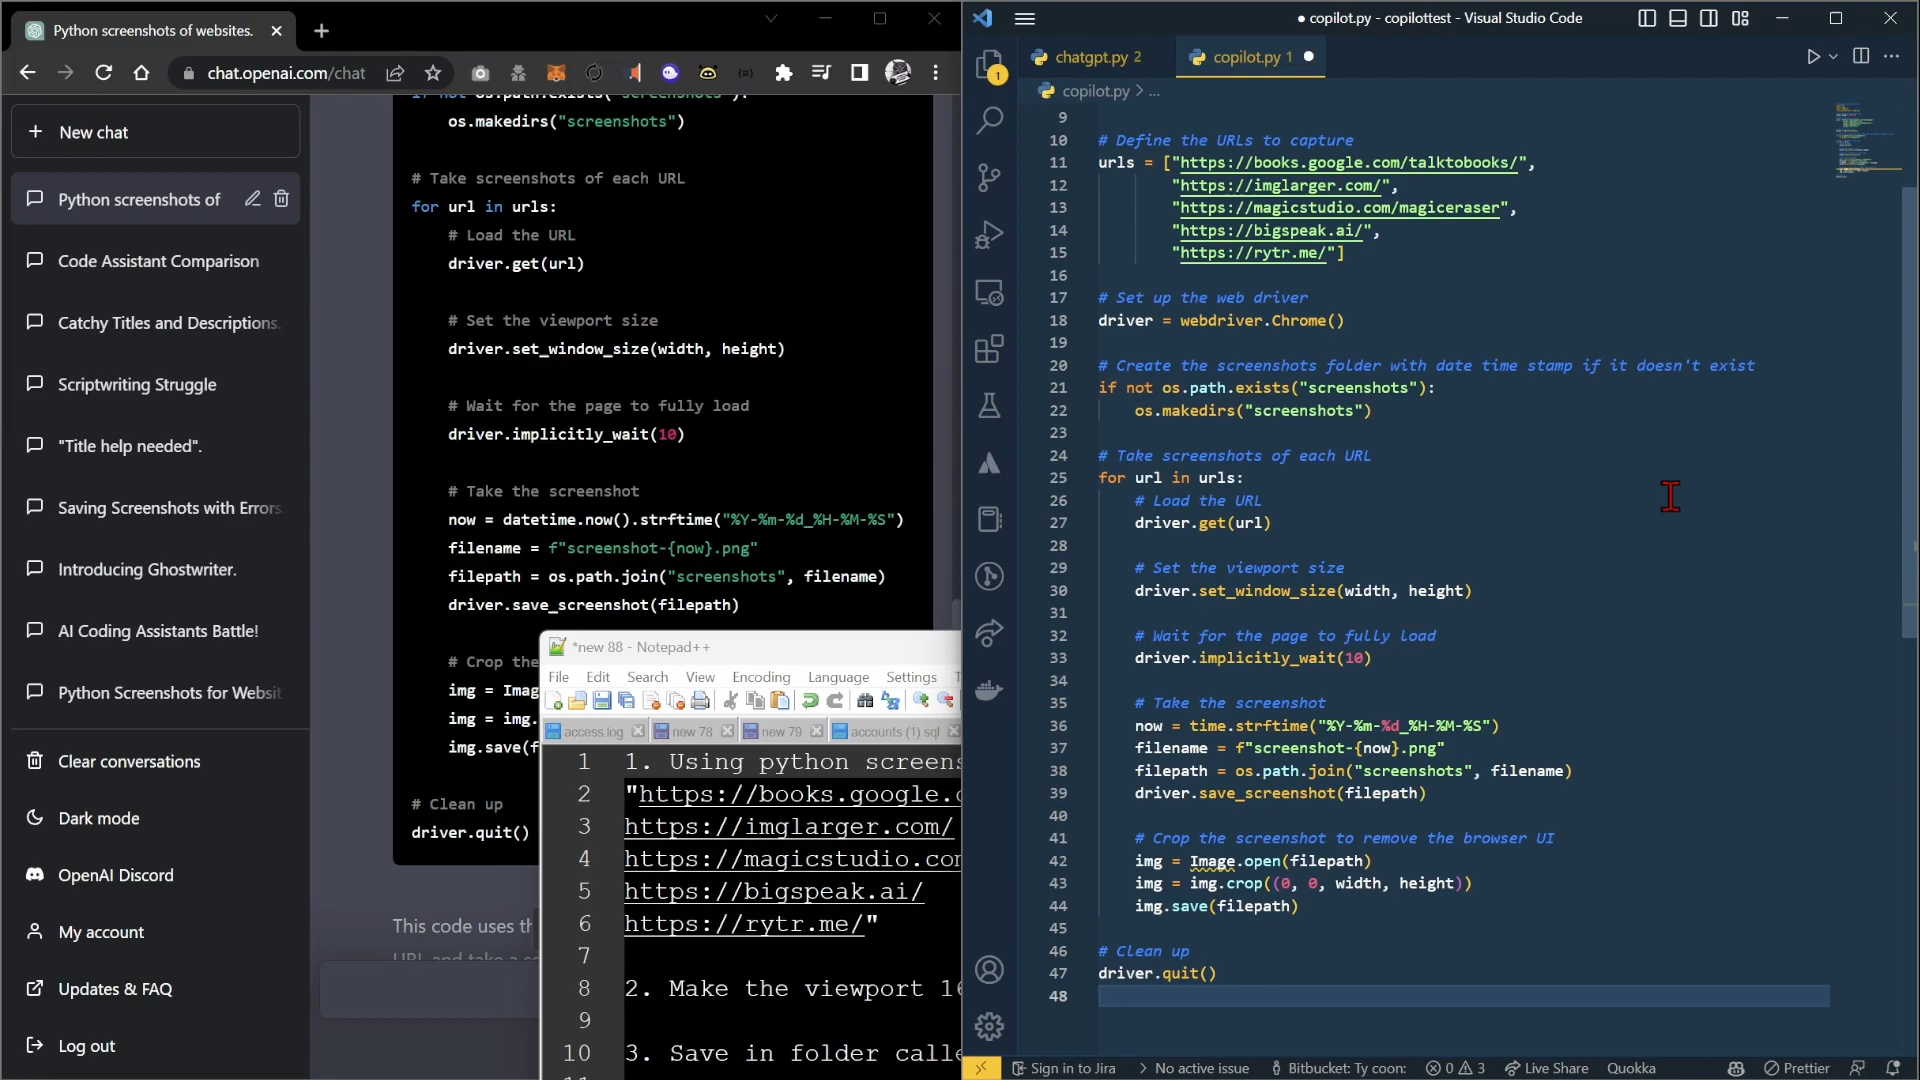 Python screenshots of websites.
chat.openai.com/chat
New chat
Python screenshots of
Code Assistant Comparison
Catchy Titles and Descriptions.
Scriptwriting Struggle
"Title help needed".
Saving Screenshots with Errors.
Introducing Ghostwriter.
AI Coding Assistants Battle!
Python Screenshots for Websit
Clear conversations
Dark mode
OpenAI Discord
My account
Updates & FAQ
Log out
if not os.path.exists("screenshots"):
os.makedirs("screenshots")
# Take screenshots of each URL
for url in urls:
# Load the URL
driver.get(url)
# Set the viewport size
driver.set_window_size(width, height)
# Wait for the page to fully load
driver.implicitly_wait(10)
# Take the screenshot
now = datetime.now().strftime("%Y-%m-%d_%H-%M-%S")
filename = f"screenshot-{now}.png"
filepath = os.path.join("screenshots", filename)
driver.save_screenshot(filepath)
# Crop the
img = Imag
img = img.
img.save(f
# Clean up
driver.quit()
This code uses th
URL and take a sc
*new 88 - Notepad++
File Edit Search View Encoding Language Settings T
access log new 78 new 79 accounts (1) sql
1 1. Using python screens
2 "https://books.google.c
3 https://imglarger.com/
4 https://magicstudio.com
5 https://bigspeak.ai/
6 https://rytr.me/"
7
8 2. Make the viewport 16
9
10 3. Save in folder calle
● copilot.py - copilottest - Visual Studio Code
chatgpt.py 2 copilot.py 1 ●
copilot.py > ...
1
9
10 # Define the URLs to capture
11 urls = ["https://books.google.com/talktobooks/",
12 "https://imglarger.com/",
13 "https://magicstudio.com/magiceraser",
14 "https://bigspeak.ai/",
15 "https://rytr.me/"]
16
17 # Set up the web driver
18 driver = webdriver.Chrome()
19
20 # Create the screenshots folder with date time stamp if it doesn't exist
21 if not os.path.exists("screenshots"):
22 os.makedirs("screenshots")
23
24 # Take screenshots of each URL
25 for url in urls:
26 # Load the URL
27 driver.get(url)
28
29 # Set the viewport size
30 driver.set_window_size(width, height)
31
32 # Wait for the page to fully load
33 driver.implicitly_wait(10)
34
35 # Take the screenshot
36 now = time.strftime("%Y-%m-%d_%H-%M-%S")
37 filename = f"screenshot-{now}.png"
38 filepath = os.path.join("screenshots", filename)
39 driver.save_screenshot(filepath)
40
41 # Crop the screenshot to remove the browser UI
42 img = Image.open(filepath)
43 img = img.crop((0, 0, width, height))
44 img.save(filepath)
45
46 # Clean up
47 driver.quit()
48
Sign in to Jira No active issue Bitbucket: Ty coon: 0 3 Live Share Quokka Prettier